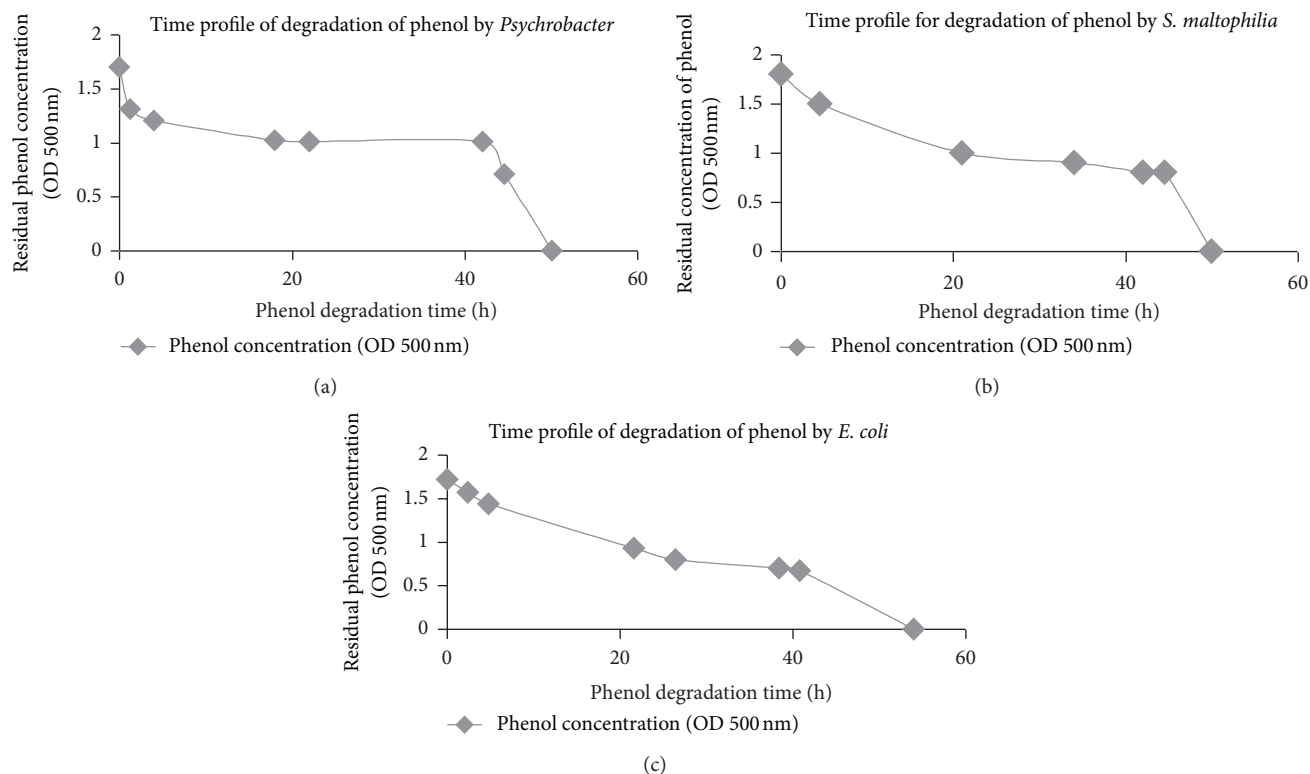 Time profile of degradation of phenol by Psychrobacter
Residual phenol concentration
(OD 500 nm)
2
1.5
1
0.5
0
0 20 40 60
Phenol degradation time (h)
Phenol concentration (OD 500 nm)
(a)
Time profile for degradation of phenol by S. maltophilia
Residual concentration of phenol
(OD 500 nm)
2
1.5
1
0.5
0
0 20 40 60
Phenol degradation time (h)
Phenol concentration (OD 500 nm)
(b)
Time profile of degradation of phenol by E. coli
Residual phenol concentration
(OD 500 nm)
2
1.5
1
0.5
0
0 20 40 60
Phenol degradation time (h)
Phenol concentration (OD 500 nm)
(c)